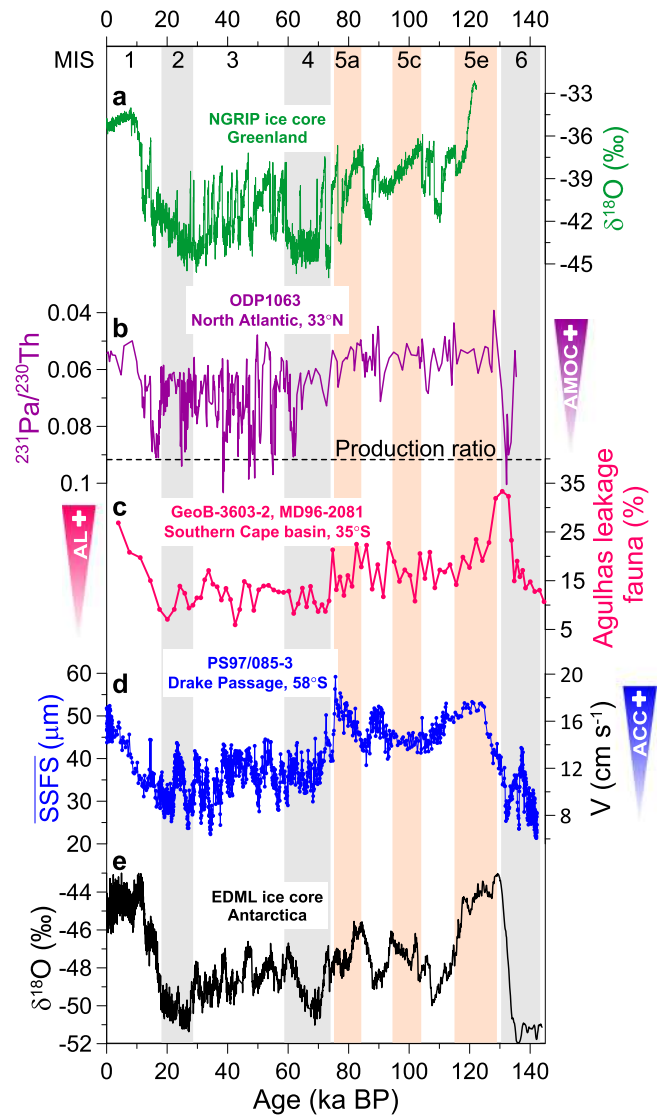 0 20 40 60 80 100 120 140
MIS 1 2 3 4 5a 5c 5e 6
a
NGRIP ice core
Greenland
-33
-36
-39
-42
-45
δ18O (‰)
b
ODP1063
North Atlantic, 33°N
0.04
0.06
0.08
0.1
231Pa/230Th
AMOC +
Production ratio
c
GeoB-3603-2, MD96-2081
Southern Cape basin, 35°S
AL +
35
25
15
5
Agulhas leakage
fauna (%)
d
PS97/085-3
Drake Passage, 58°S
60
50
40
30
20
SSFS (μm)
20
16
12
8
V (cm s-1)
ACC +
e
EDML ice core
Antarctica
-44
-46
-48
-50
-52
δ18O (‰)
0 20 40 60 80 100 120 140
Age (ka BP)